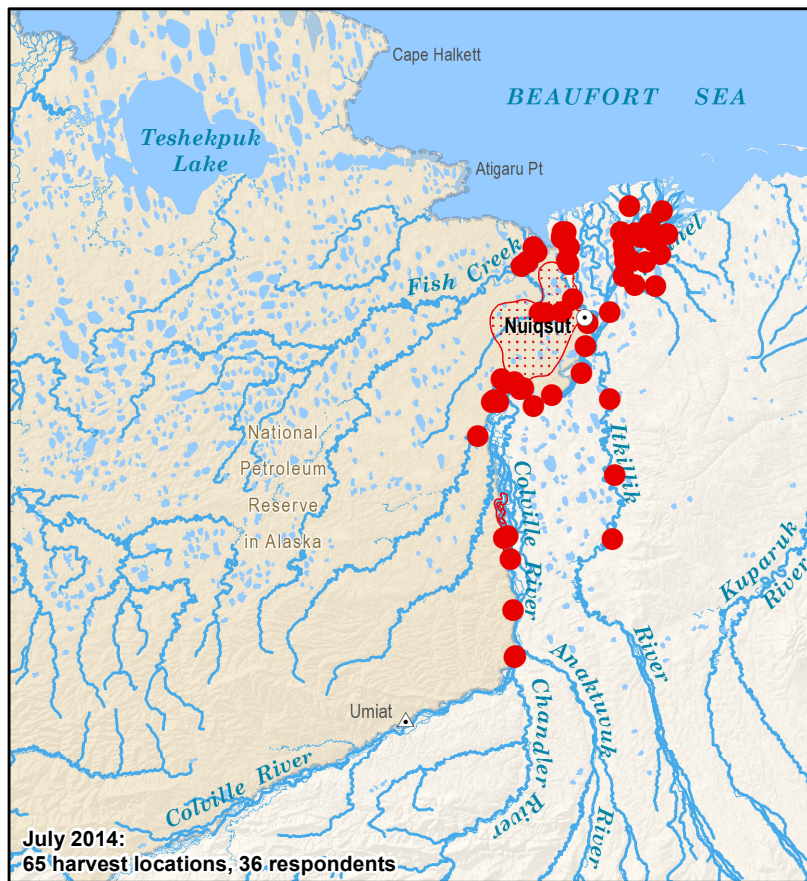 Cape Halkett
BEAUFORT SEA
Teshekpuk
Lake
Atigaru Pt
Fish Creek
Nuiqsut
National
Petroleum
Reserve
in Alaska
Itkillik
River
Colville River
Kuparuk
River
Anaktuvuk
River
Umiat
Chandler River
Colville River
July 2014:
65 harvest locations, 36 respondents